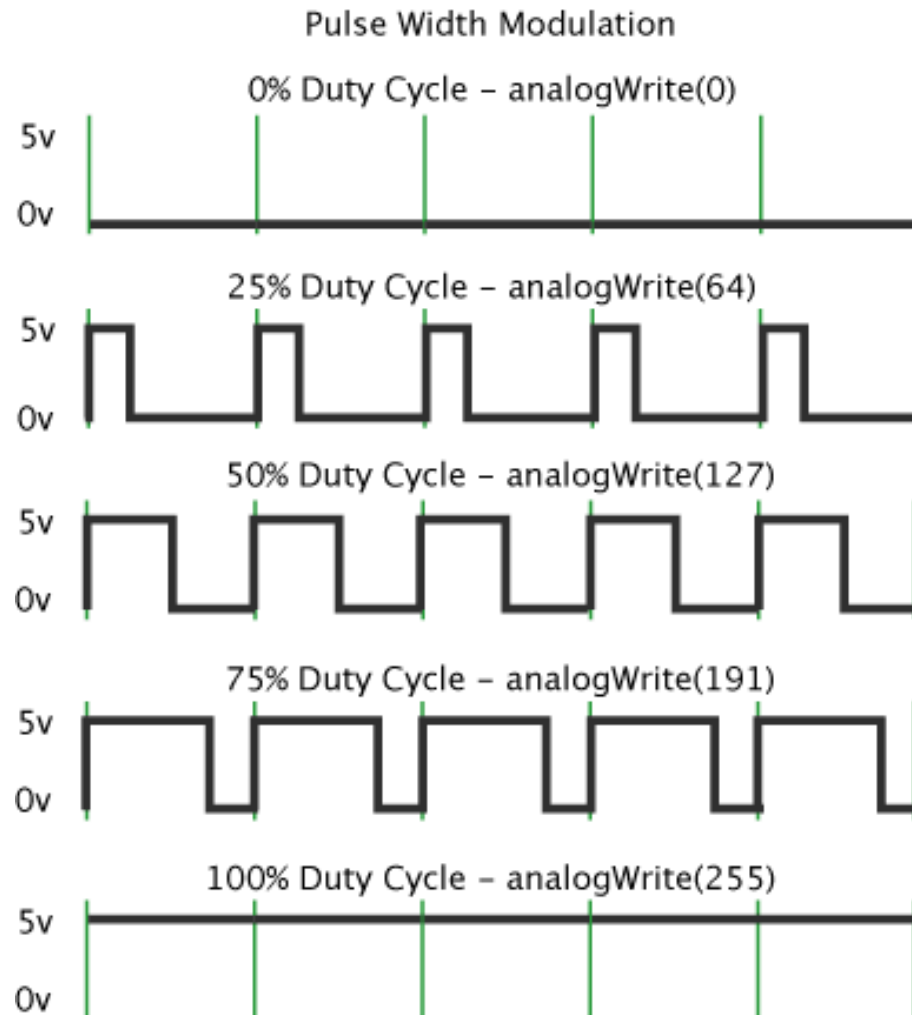 Pulse Width Modulation
0% Duty Cycle – analogWrite(0)
5v
0v
25% Duty Cycle – analogWrite(64)
5v
0v
50% Duty Cycle – analogWrite(127)
5v
0v
75% Duty Cycle – analogWrite(191)
5v
0v
100% Duty Cycle – analogWrite(255)
5v
0v